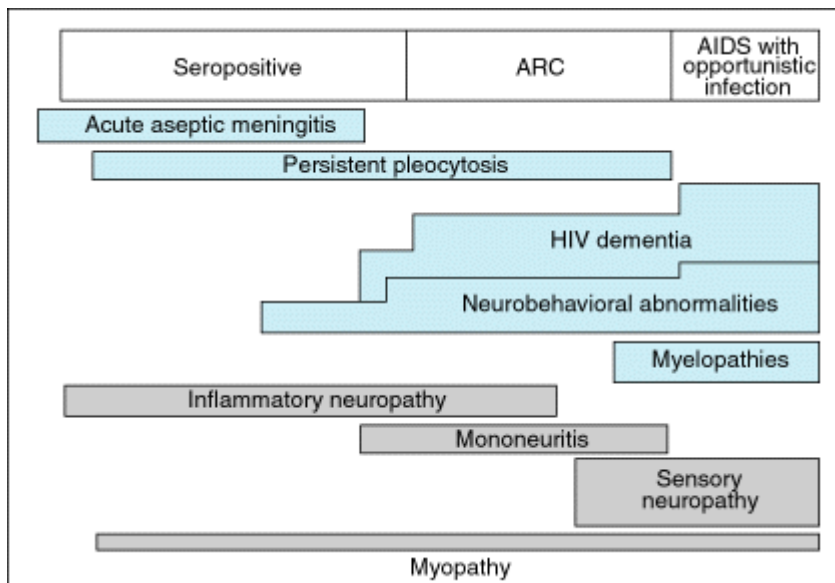 Seropositive
ARC
AIDS with
opportunistic
infection
Acute aseptic meningitis
Persistent pleocytosis
HIV dementia
Neurobehavioral abnormalities
Myelopathies
Inflammatory neuropathy
Mononeuritis
Sensory
neuropathy
Myopathy